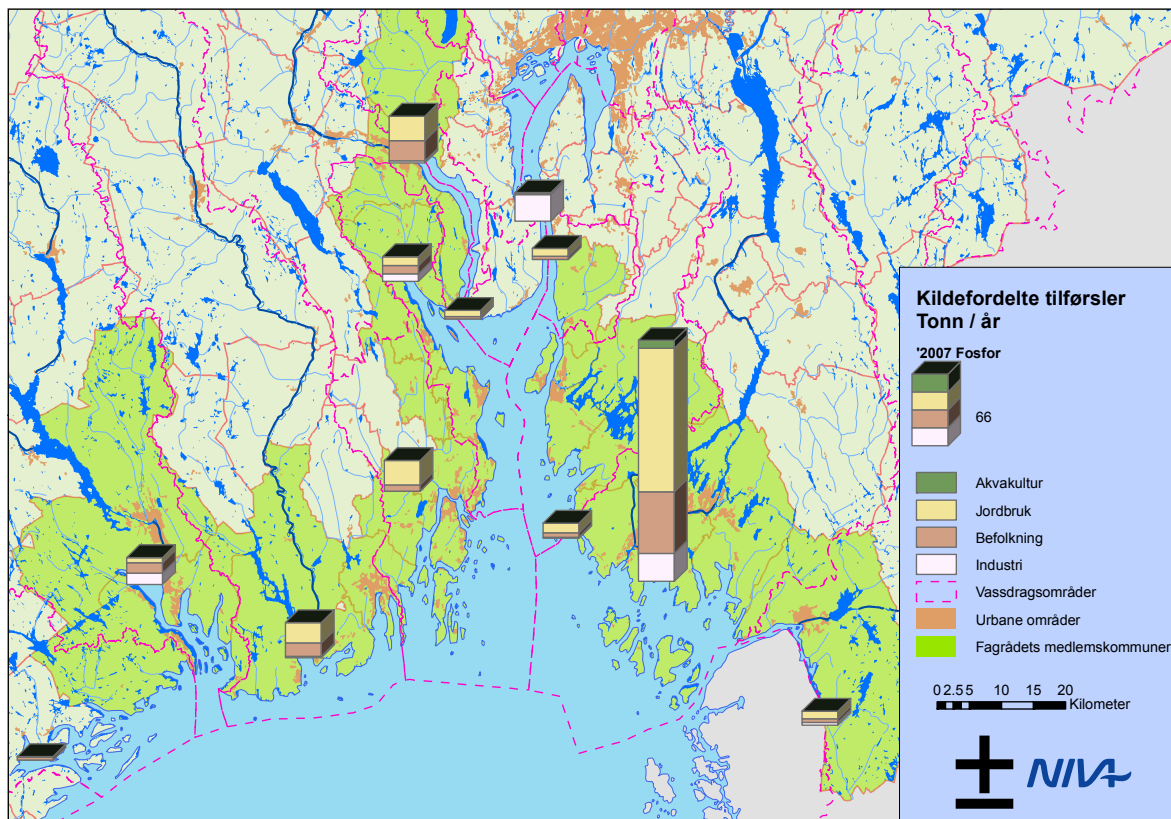 Kildefordelte tilførsler
Tonn / år
'2007 Fosfor
66
Akvakultur
Jordbruk
Befolkning
Industri
Vassdragsområder
Urbane områder
Fagrådets medlemskommuner
0 2.5 5 10 15 20
Kilometer
NIVA